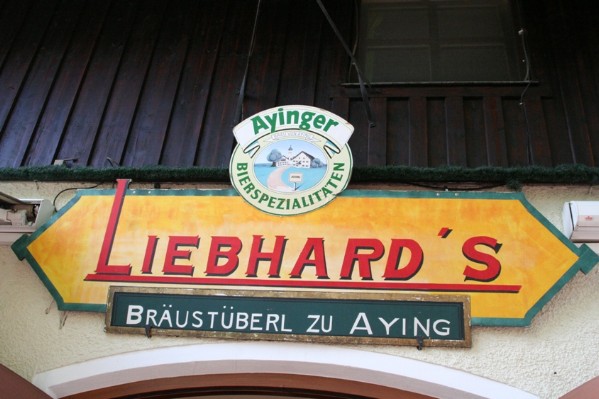 Ayinger
BIERSPEZIALITÄTEN
LIEBHARD´S
BRÄUSTÜBERL ZU AYING